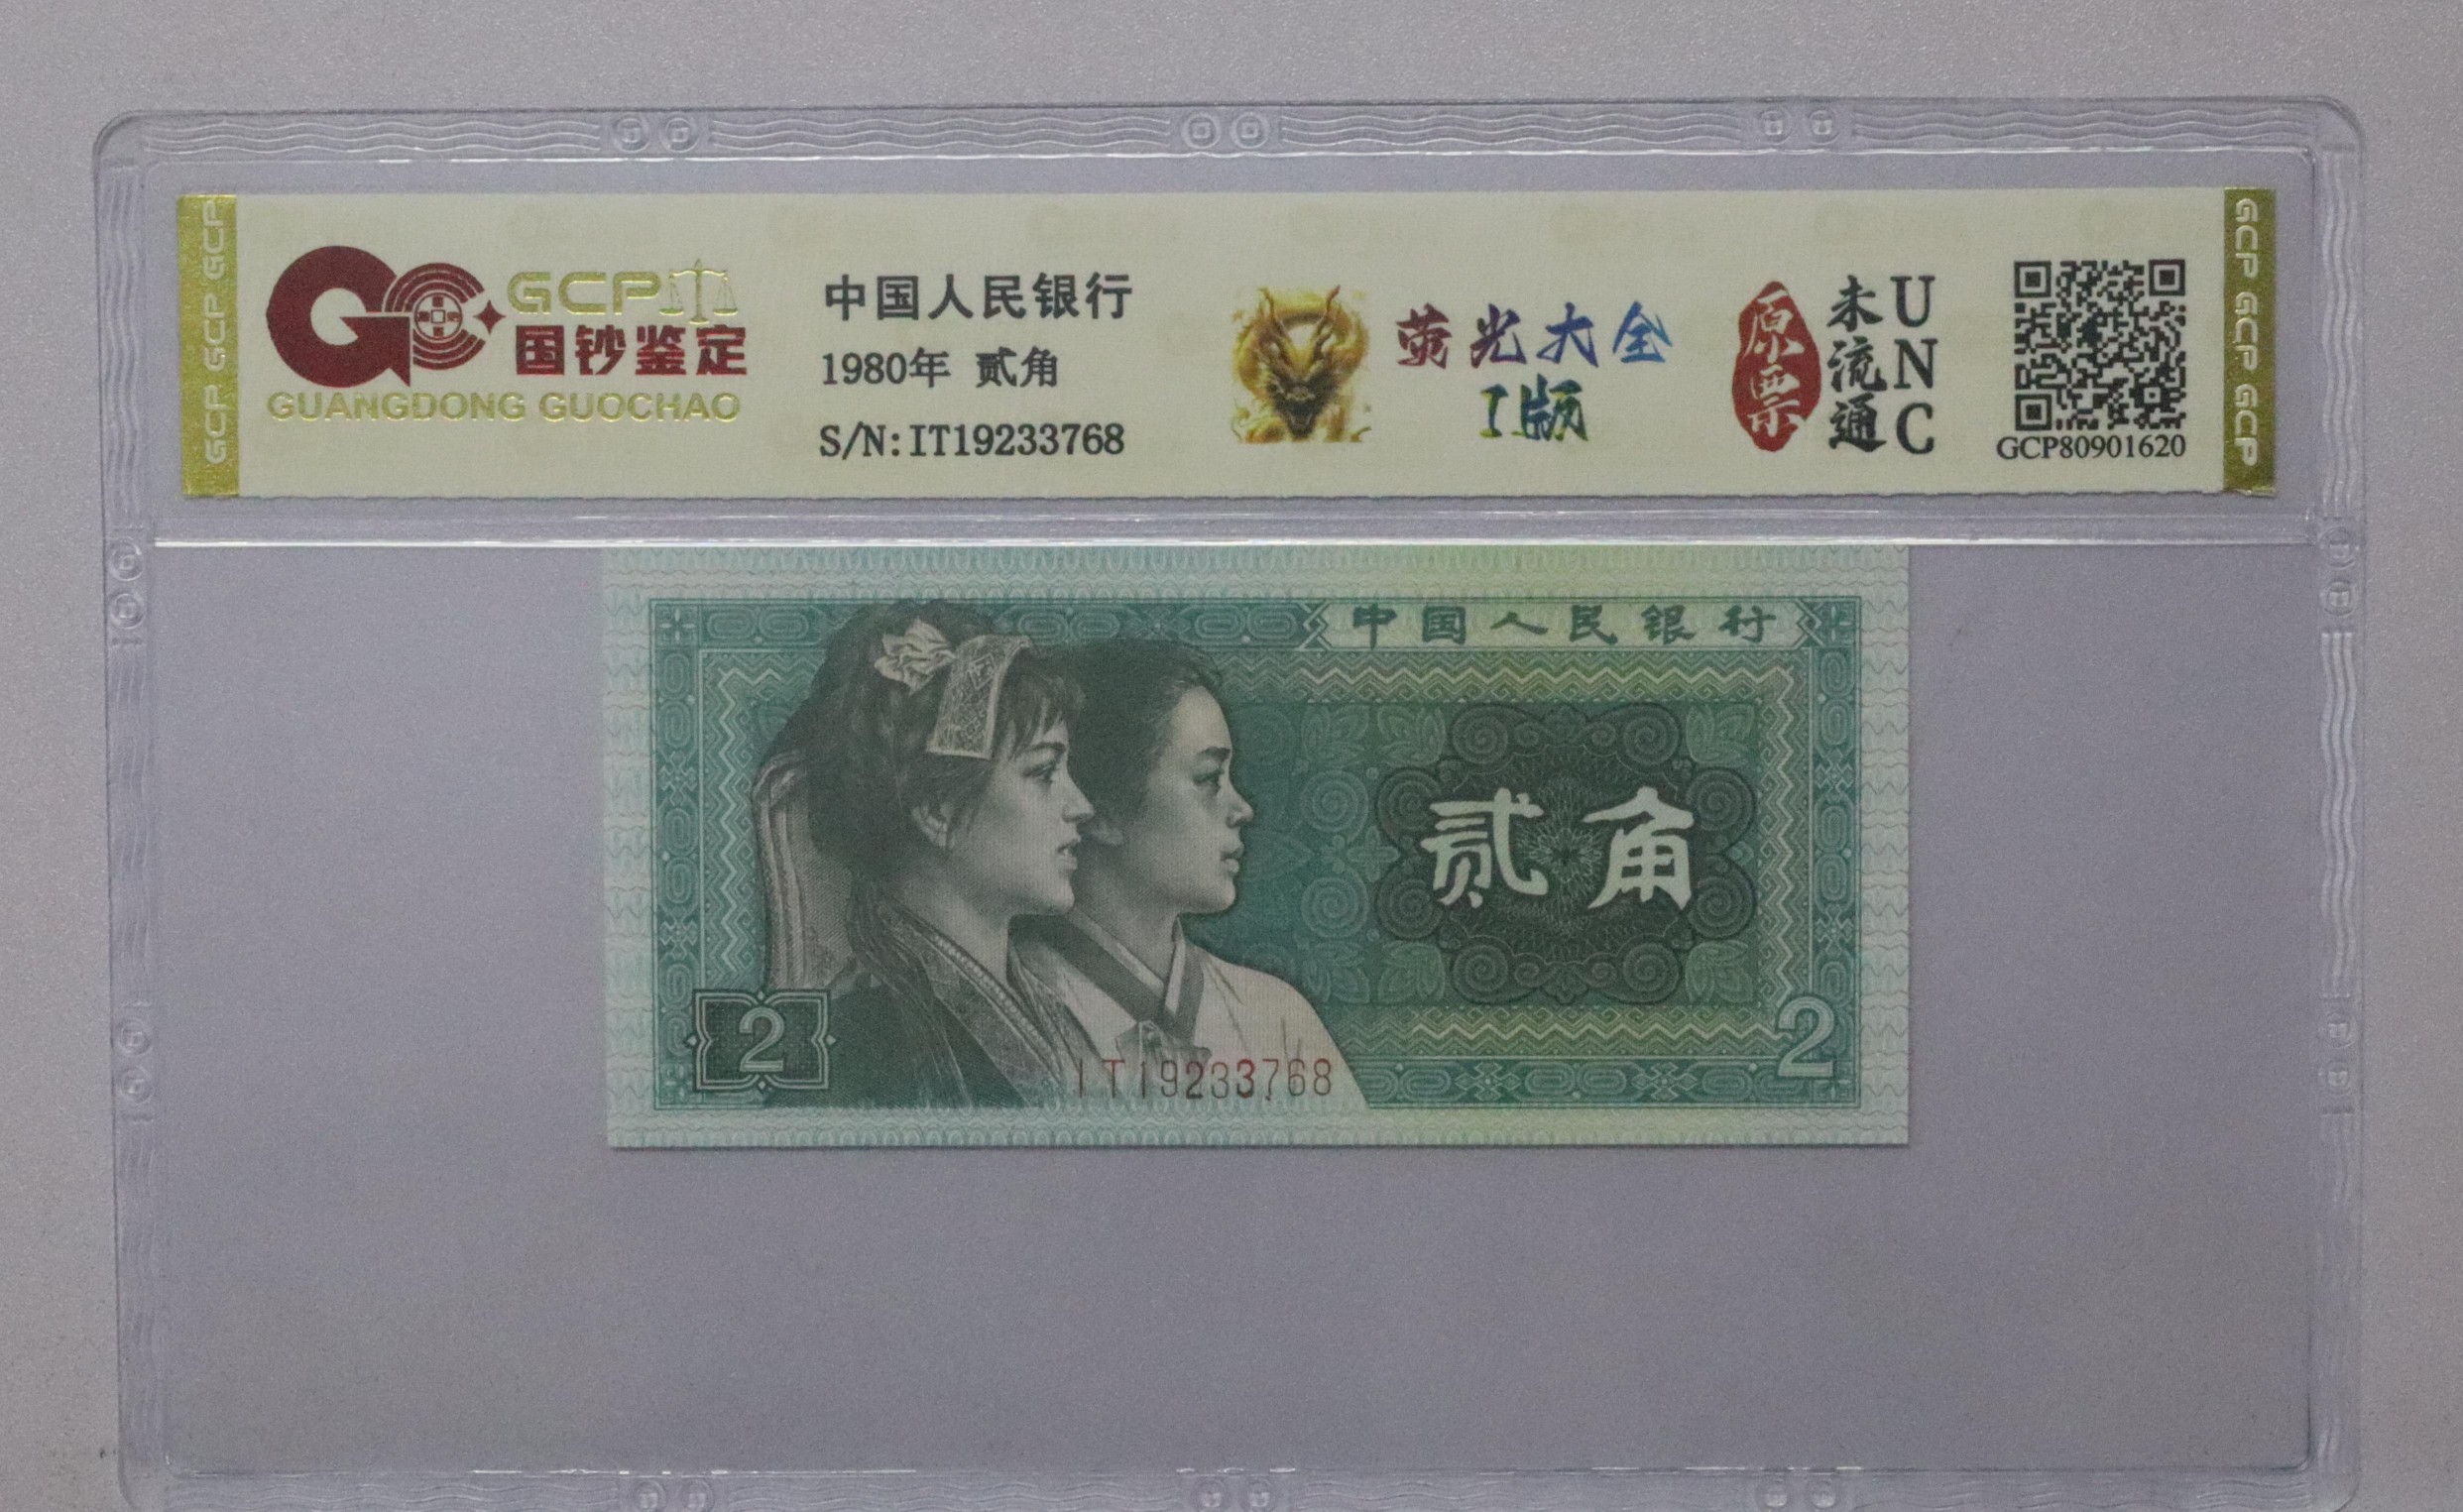 GCP GCP GCP
GCP
国钞鉴定
GUANGDONG GUOCHAO
中国人民银行
1980年 贰角
S/N:IT19233768
荧光大全
I版
原票
未流通
UNC
GCP80901620
GCP GCP GCP
中国人民银行
贰角
2
2
IT19233768